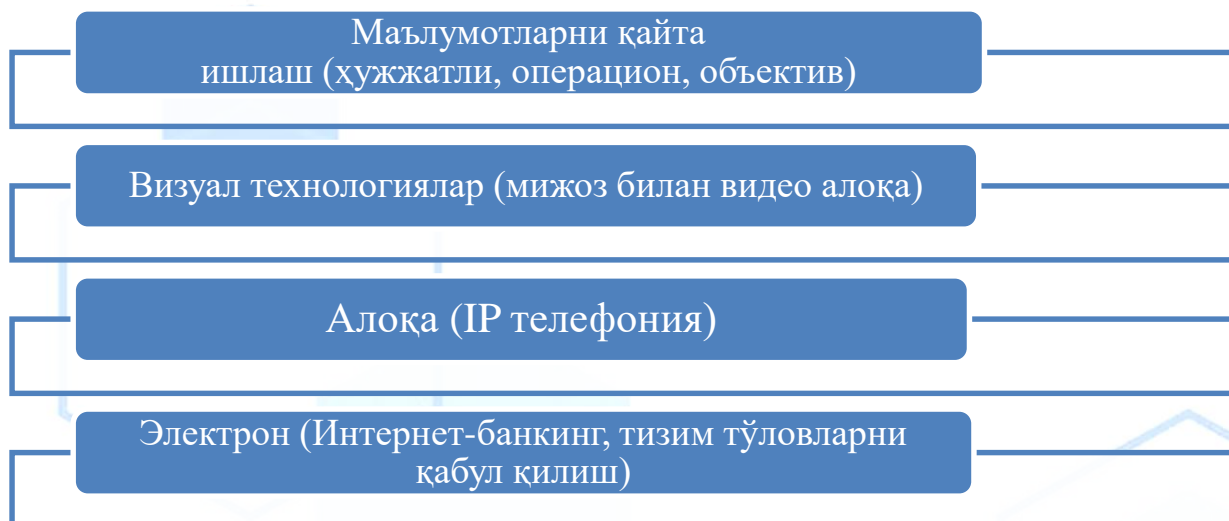 Маълумотларни қайта
ишлаш (ҳужжатли, операцион, объектив)
Визуал технологиялар (мижоз билан видео алоқа)
Алоқа (IP телефония)
Электрон (Интернет-банкинг, тизим тўловларни
қабул қилиш)